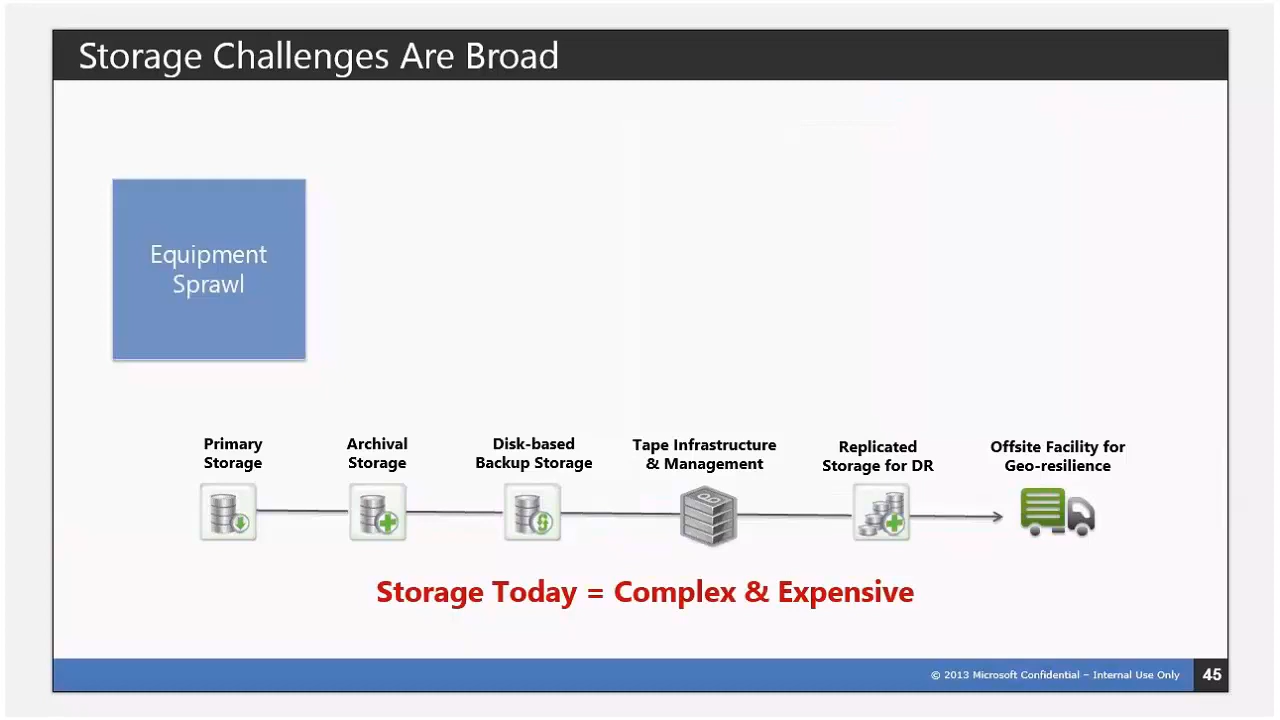 Storage Challenges Are Broad
Equipment
Sprawl
Primary
Storage
Archival
Storage
Disk-based
Backup Storage
Tape Infrastructure
& Management
Replicated
Storage for DR
Offsite Facility for
Geo-resilience
Storage Today = Complex & Expensive
© 2013 Microsoft Confidential – Internal Use Only
45